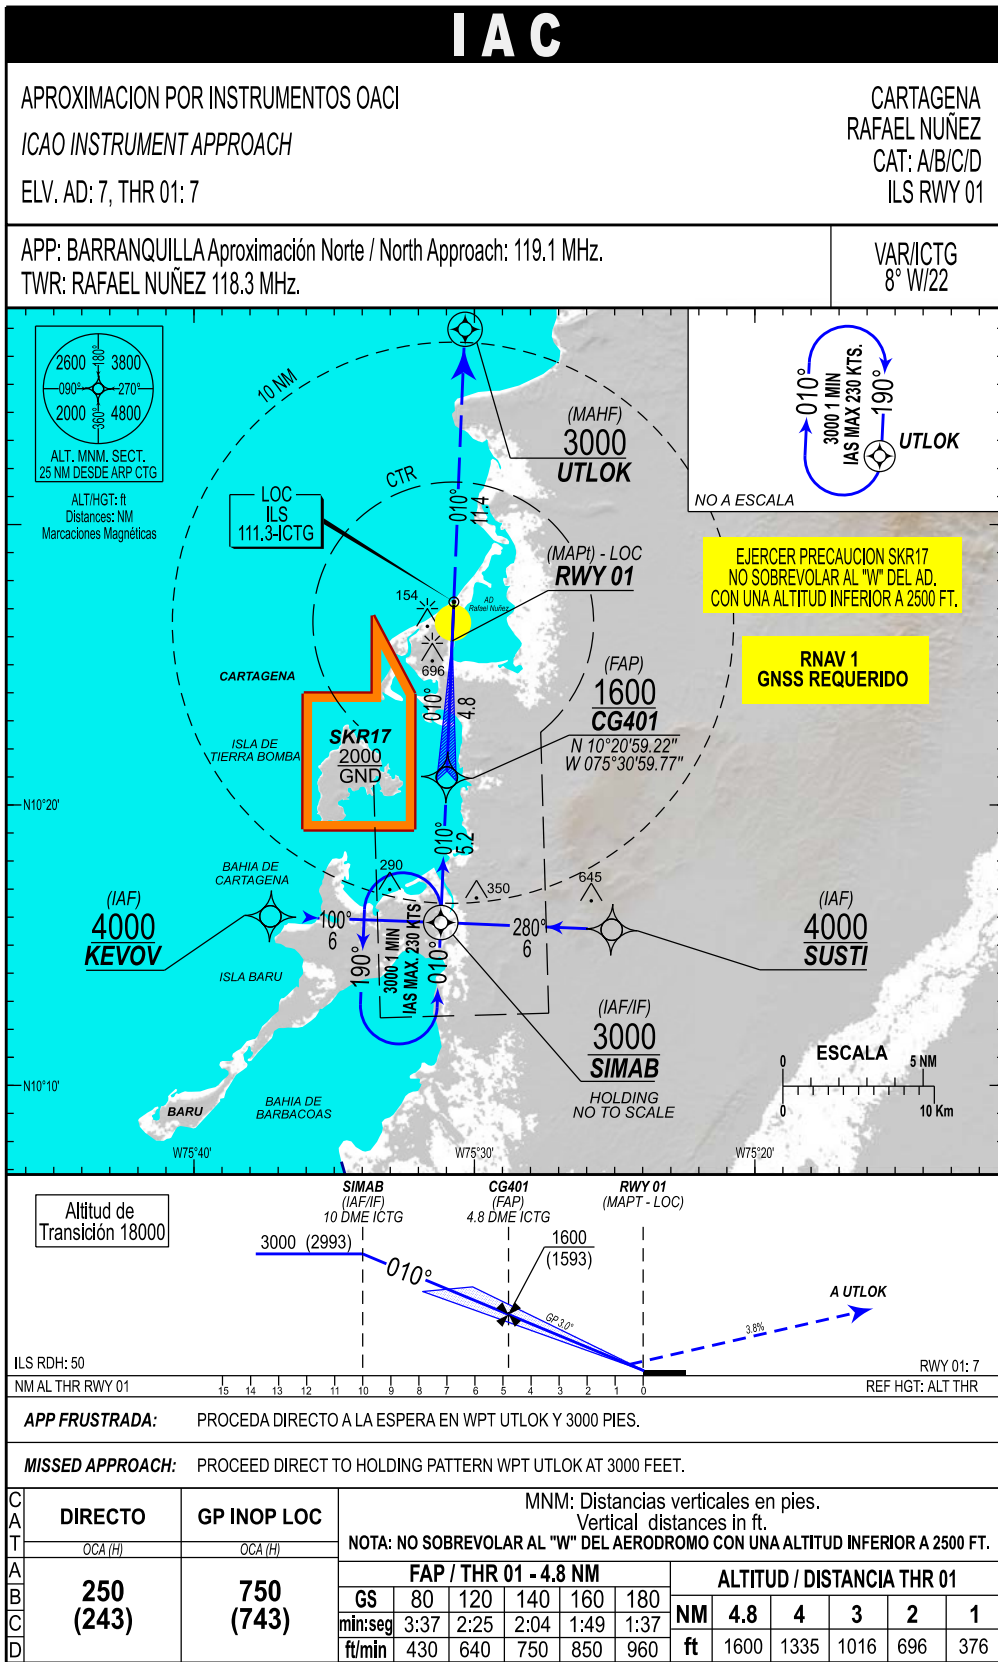 IAC
APROXIMACION POR INSTRUMENTOS OACI
ICAO INSTRUMENT APPROACH
ELV. AD: 7, THR 01: 7
CARTAGENA
RAFAEL NUÑEZ
CAT: A/B/C/D
ILS RWY 01
APP: BARRANQUILLA Aproximación Norte / North Approach: 119.1 MHz.
TWR: RAFAEL NUÑEZ 118.3 MHz.
VAR/ICTG
8° W/22
2600 180° 3800
090° 270°
2000 360° 4800
ALT. MNM. SECT.
25 NM DESDE ARP CTG
ALT/HGT: ft
Distances: NM
Marcaciones Magnéticas
10 NM
CTR
LOC
ILS
111.3-ICTG
(MAHF)
3000
UTLOK
010°
11.4
010°
3000 1 MIN
IAS MAX 230 KTS.
190°
UTLOK
NO A ESCALA
(MAPt) - LOC
RWY 01
EJERCER PRECAUCION SKR17
NO SOBREVOLAR AL "W" DEL AD.
CON UNA ALTITUD INFERIOR A 2500 FT.
RNAV 1
GNSS REQUERIDO
154
AD
Rafael Nuñez
696
CARTAGENA
010°
4.8
(FAP)
1600
CG401
N 10°20'59.22"
W 075°30'59.77"
SKR17
2000
GND
ISLA DE
TIERRA BOMBA
N10°20'
010°
5.2
BAHIA DE
CARTAGENA
290
350
645
(IAF)
4000
KEVOV
100°
6
280°
6
(IAF)
4000
SUSTI
190°
3000 1 MIN
IAS MAX. 230 KTS
010°
ISLA BARU
(IAF/IF)
3000
SIMAB
HOLDING
NO TO SCALE
ESCALA
0 5 NM
0 10 Km
N10°10'
BARU
BAHIA DE
BARBACOAS
W75°40'
W75°30'
W75°20'
Altitud de
Transición 18000
SIMAB
(IAF/IF)
10 DME ICTG
CG401
(FAP)
4.8 DME ICTG
RWY 01
(MAPT - LOC)
3000 (2993)
010°
1600
(1593)
GP 3.0°
A UTLOK
3.8%
ILS RDH: 50
RWY 01: 7
NM AL THR RWY 01
15 14 13 12 11 10 9 8 7 6 5 4 3 2 1 0
REF HGT: ALT THR
APP FRUSTRADA: PROCEDA DIRECTO A LA ESPERA EN WPT UTLOK Y 3000 PIES.
MISSED APPROACH: PROCEED DIRECT TO HOLDING PATTERN WPT UTLOK AT 3000 FEET.
CAT
DIRECTO
OCA (H)
GP INOP LOC
OCA (H)
A
B
C
D
250
(243)
750
(743)
MNM: Distancias verticales en pies.
Vertical distances in ft.
NOTA: NO SOBREVOLAR AL "W" DEL AERODROMO CON UNA ALTITUD INFERIOR A 2500 FT.
FAP / THR 01 - 4.8 NM
GS 80 120 140 160 180
min:seg 3:37 2:25 2:04 1:49 1:37
ft/min 430 640 750 850 960
ALTITUD / DISTANCIA THR 01
NM 4.8 4 3 2 1
ft 1600 1335 1016 696 376